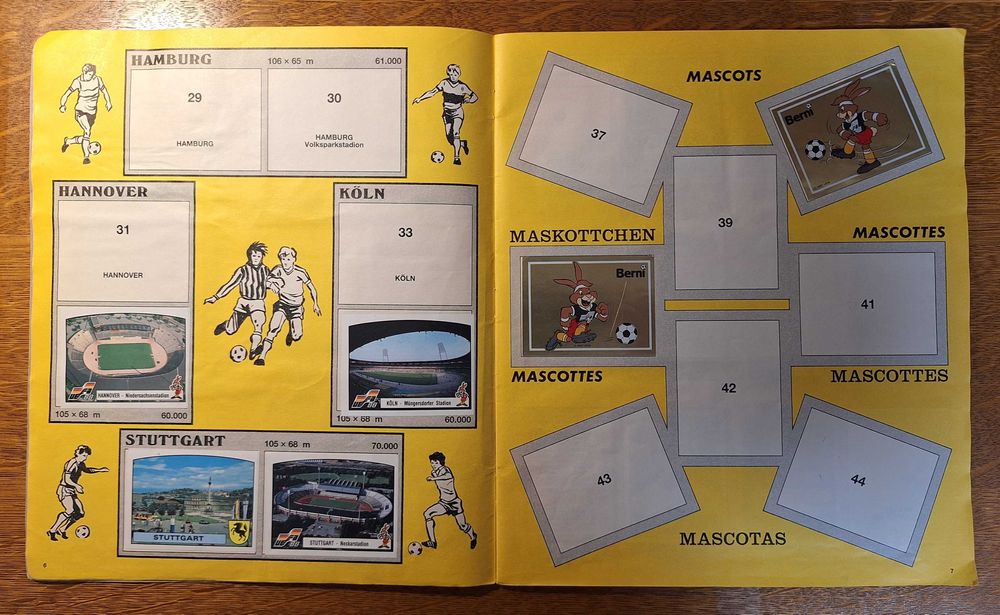 HAMBURG
106 × 65 m
61.000
29
HAMBURG
30
HAMBURG
Volksparkstadion
HANNOVER
31
HANNOVER
HANNOVER - Niedersachsenstadion
105 × 68 m
60.000
KÖLN
33
KÖLN
KÖLN - Müngersdorfer Stadion
105 × 68 m
60.000
STUTTGART
105 × 68 m
70.000
STUTTGART
STUTTGART - Neckarstadion
6
MASCOTS
37
Berni
39
MASKOTTCHEN
MASCOTTES
Berni
41
MASCOTTES
MASCOTTES
42
43
44
MASCOTAS
7